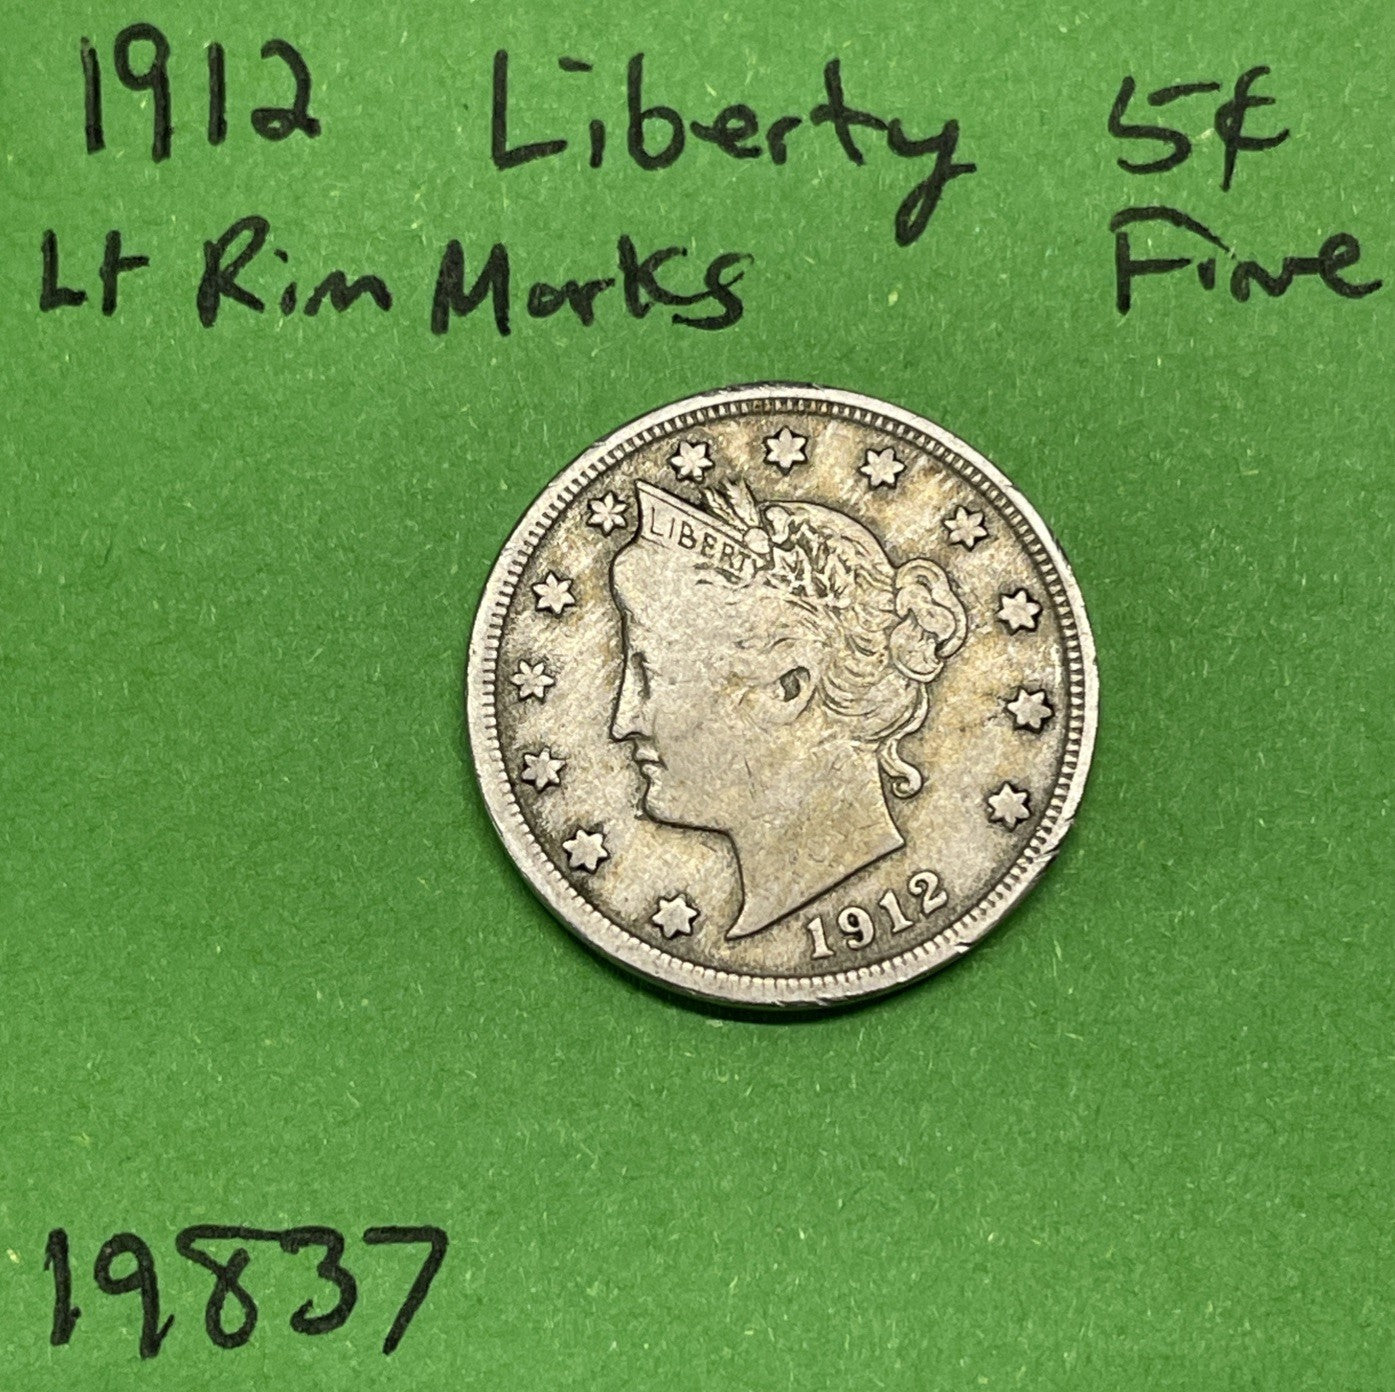 1912 Liberty 5¢
Lt Rim Marks Fine
LIBERTY
1912
19837